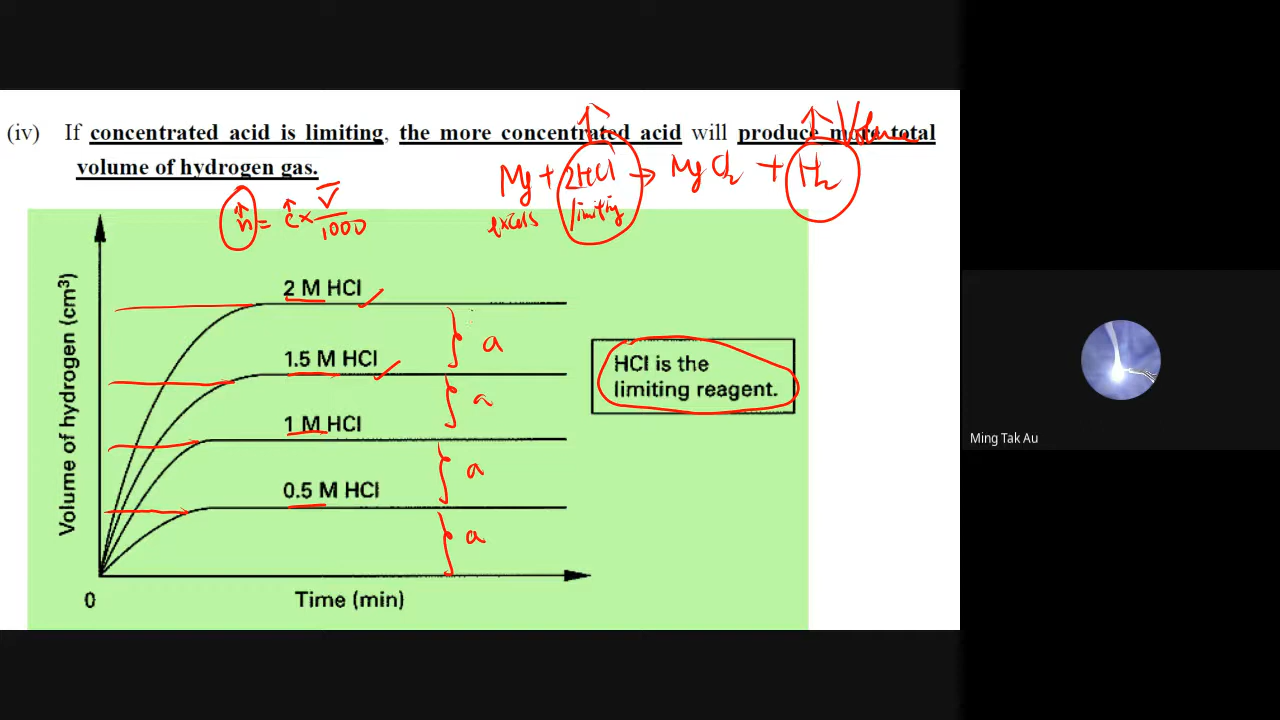 (iv) If concentrated acid is limiting, the more concentrated acid will produce more total
volume of hydrogen gas.
↑ ↑ Volume
Mg + 2HCl → MgCl2 + H2
excess limiting
n = c × V/1000
Volume of hydrogen (cm³)
2 M HCl
a
1.5 M HCl
a
HCl is the
limiting reagent.
1 M HCl
a
0.5 M HCl
a
0
Time (min)
Ming Tak Au